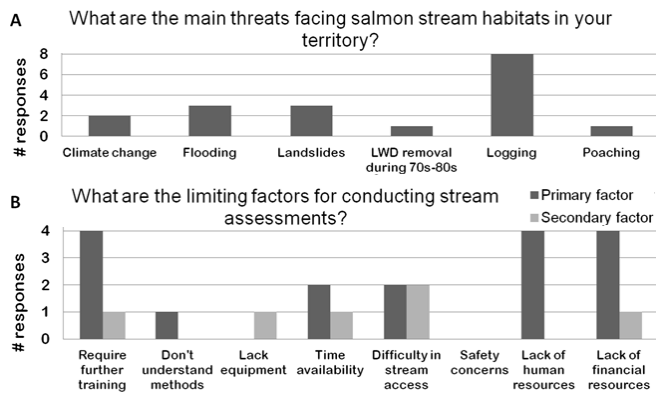 A
What are the main threats facing salmon stream habitats in your
territory?
# responses
8
6
4
2
0
Climate change Flooding Landslides LWD removal Logging Poaching
during 70s-80s
B
What are the limiting factors for conducting stream
assessments?
Primary factor
Secondary factor
# responses
4
3
2
1
0
Require Don't Lack Time Difficulty in Safety Lack of Lack of
further understand equipment availability stream concerns human financial
training methods access resources resources